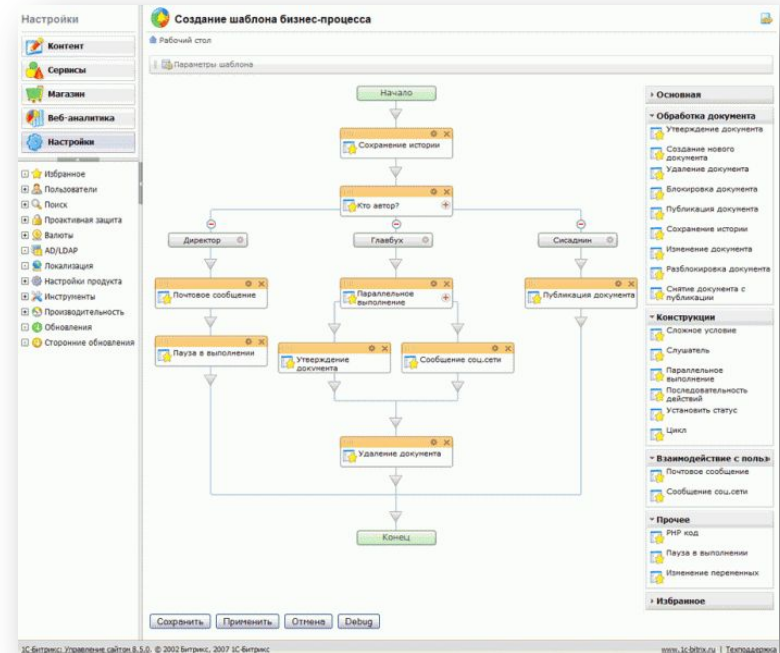 Настройки
Контент
Сервисы
Магазин
Веб-аналитика
Настройки
Избранное
Пользователи
Поиск
Проактивная защита
Валюты
AD/LDAP
Локализация
Настройки продукта
Инструменты
Производительность
Обновления
Сторонние обновления
Создание шаблона бизнес-процесса
Рабочий стол
Параметры шаблона
Начало
Сохранение истории
Кто автор?
Директор
Главбух
Сисадмин
Почтовое сообщение
Параллельное
выполнение
Публикация документа
Пауза в выполнении
Утверждение
документа
Сообщение соц.сети
Удаление документа
Конец
Основная
Обработка документа
Утверждение документа
Создание нового
документа
Удаление документа
Блокировка документа
Публикация документа
Сохранение истории
Изменение документа
Разблокировка документа
Снятие документа с
публикации
Конструкции
Сложное условие
Слушатель
Параллельное
выполнение
Последовательность
действий
Установить статус
Цикл
Взаимодействие с польз
Почтовое сообщение
Сообщение соц.сети
Прочее
PHP код
Пауза в выполнении
Изменение переменных
Избранное
Сохранить Применить Отмена Debug
1С-Битрикс: Управление сайтом 8.5.0. © 2002 Битрикс, 2007 1С-Битрикс
www.1c-bitrix.ru | Техподдержка